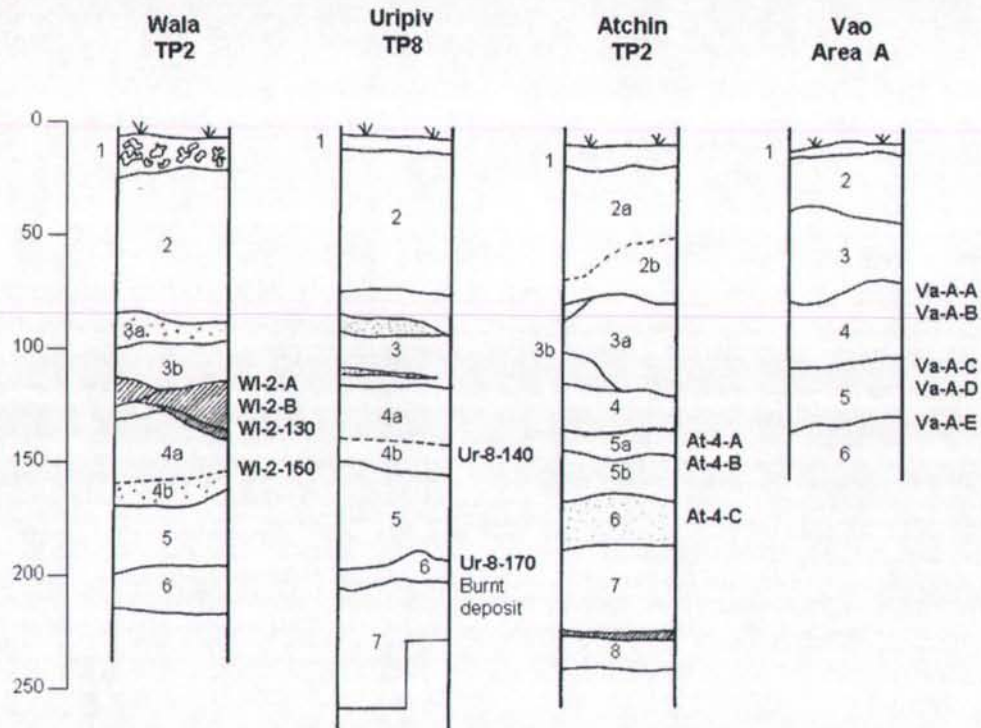 Wala
TP2
Uripiv
TP8
Atchin
TP2
Vao
Area A
0
50
100
150
200
250
1
2
3a
3b
4a
4b
5
6
WI-2-A
WI-2-B
WI-2-130
WI-2-150
1
2
3
4a
4b
5
6
7
Ur-8-140
Ur-8-170
Burnt
deposit
1
2a
2b
3a
3b
4
5a
5b
6
7
8
At-4-A
At-4-B
At-4-C
1
2
3
4
5
6
Va-A-A
Va-A-B
Va-A-C
Va-A-D
Va-A-E